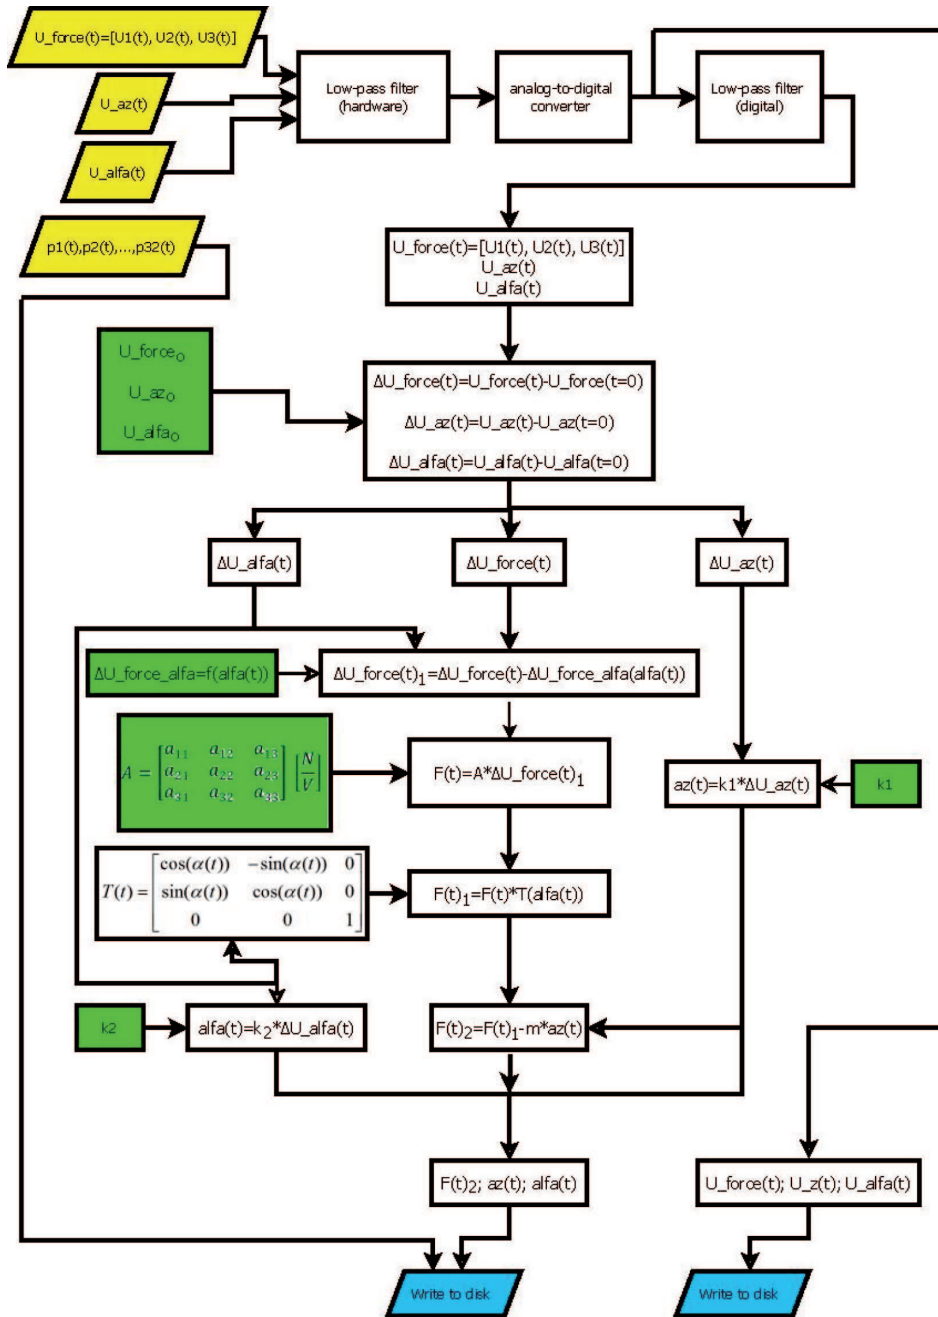 U_force(t)=[U1(t), U2(t), U3(t)]
U_az(t)
U_alfa(t)
p1(t),p2(t),...,p32(t)
Low-pass filter
(hardware)
analog-to-digital
converter
Low-pass filter
(digital)
U_force(t)=[U1(t), U2(t), U3(t)]
U_az(t)
U_alfa(t)
U_force₀
U_az₀
U_alfa₀
ΔU_force(t)=U_force(t)-U_force(t=0)
ΔU_az(t)=U_az(t)-U_az(t=0)
ΔU_alfa(t)=U_alfa(t)-U_alfa(t=0)
ΔU_alfa(t)
ΔU_force(t)
ΔU_az(t)
ΔU_force_alfa=f(alfa(t))
ΔU_force(t)₁=ΔU_force(t)-ΔU_force_alfa(alfa(t))
A = [a₁₁ a₁₂ a₁₃
a₂₁ a₂₂ a₂₃
a₃₁ a₃₂ a₃₃] [N/V]
F(t)=A*ΔU_force(t)₁
az(t)=k1*ΔU_az(t)
k1
T(t) = [cos(α(t)) −sin(α(t)) 0
sin(α(t)) cos(α(t)) 0
0 0 1]
F(t)₁=F(t)*T(alfa(t))
k2
alfa(t)=k₂*ΔU_alfa(t)
F(t)₂=F(t)₁-m*az(t)
F(t)₂; az(t); alfa(t)
U_force(t); U_z(t); U_alfa(t)
Write to disk
Write to disk